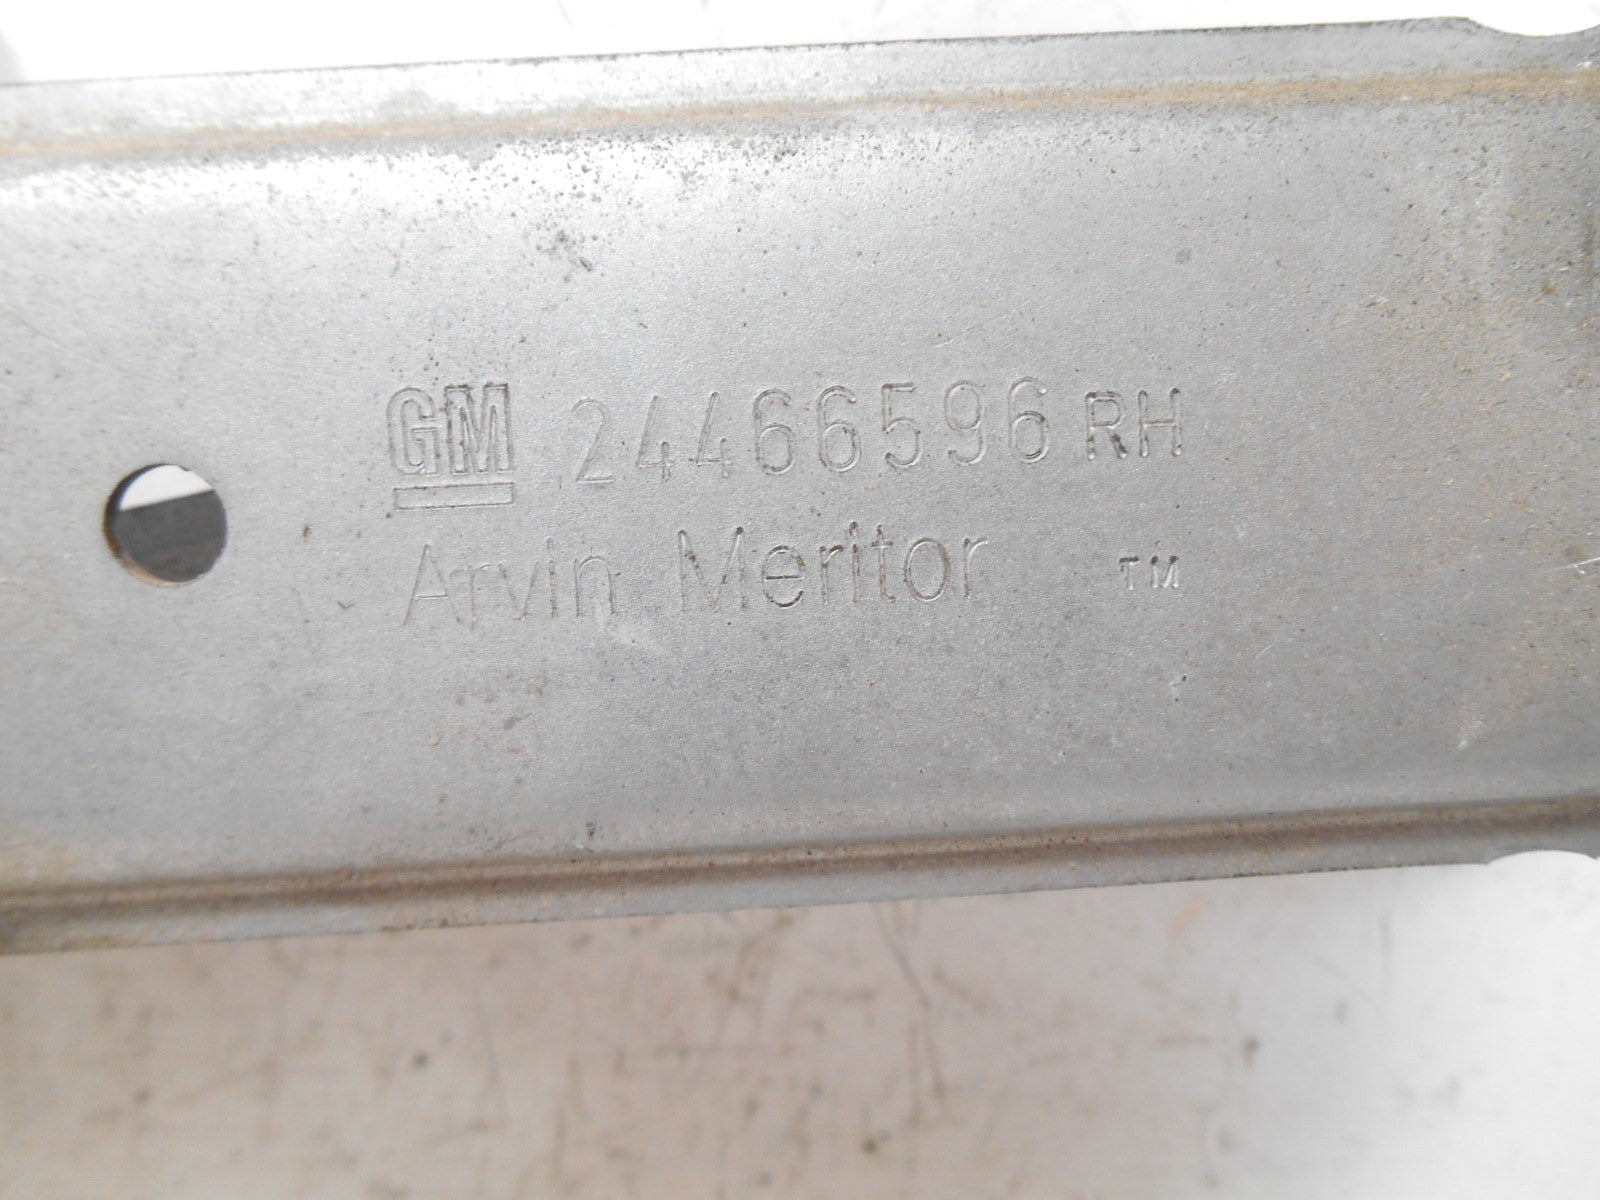 GM 24466596 RH
Arvin Meritor TM